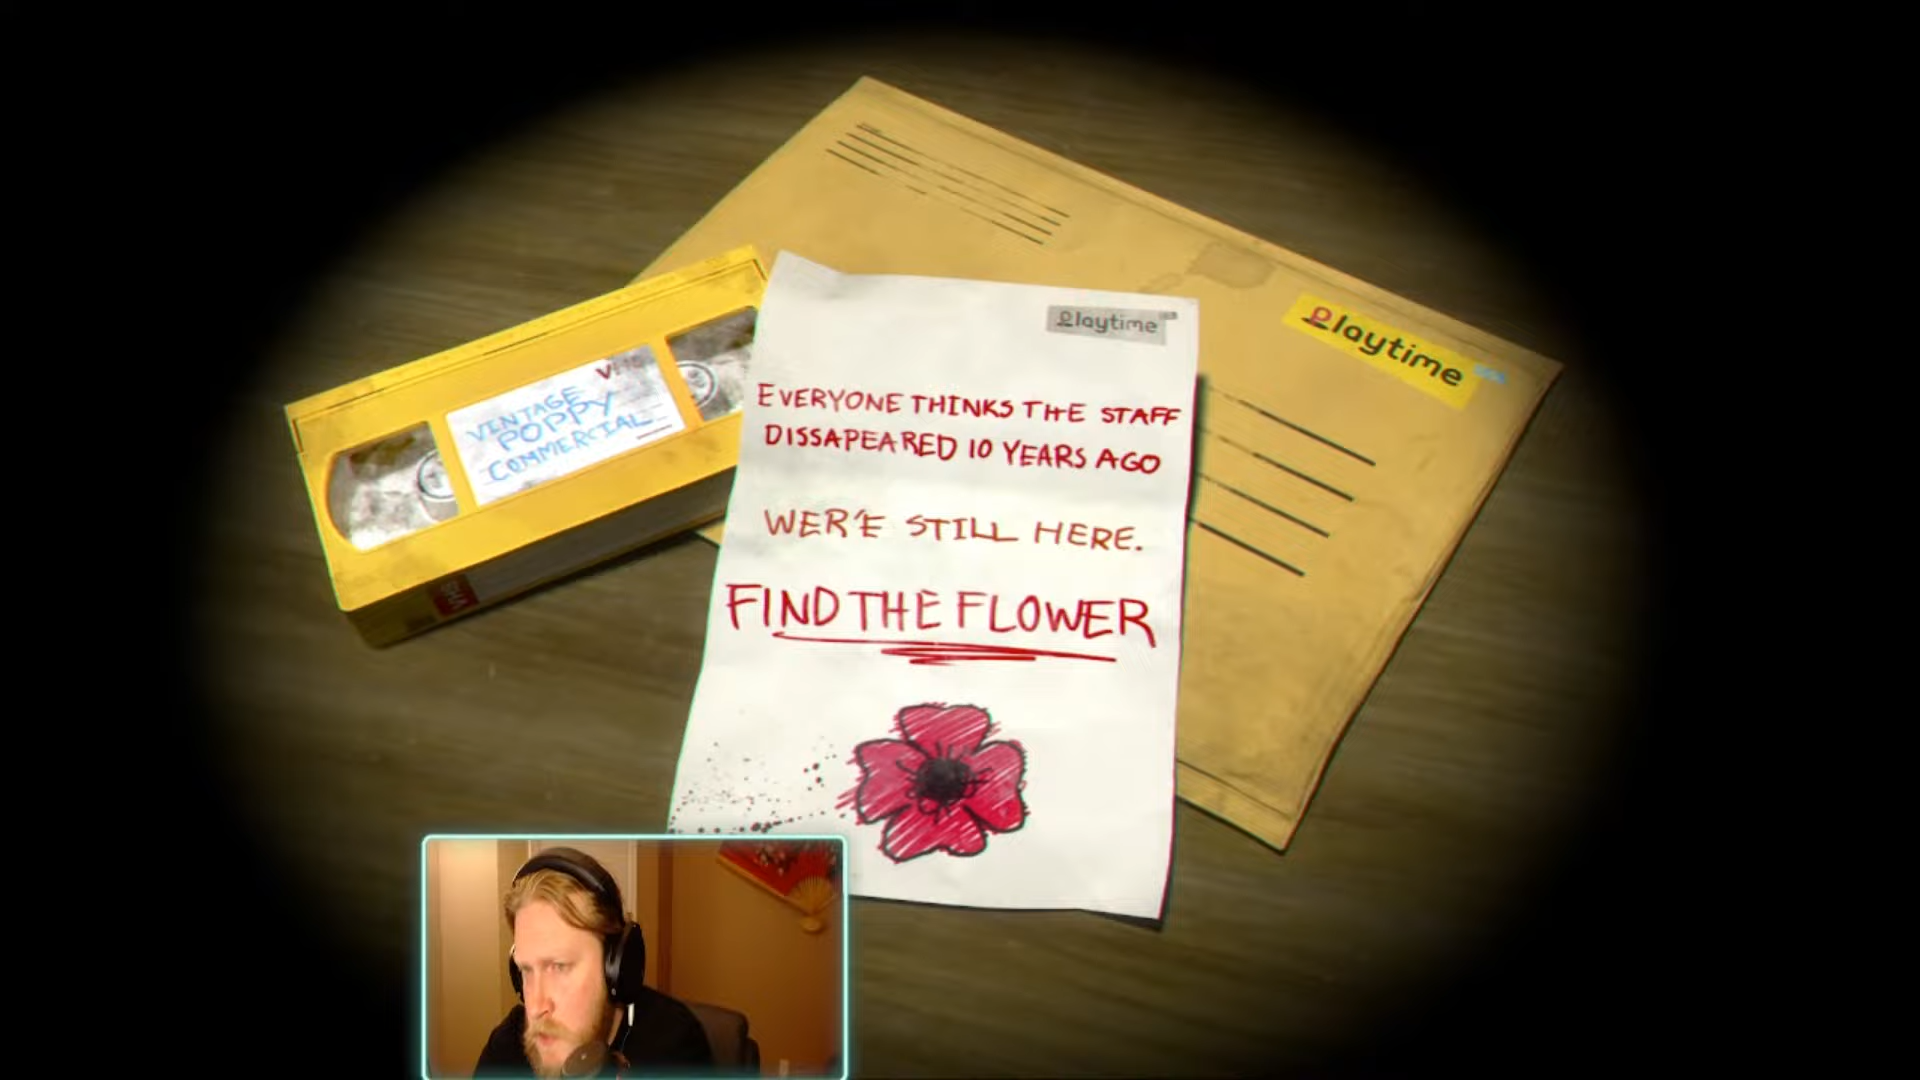 Playtime
Playtime
VINTAGE
POPPY
COMMERCIAL
VHS
EVERYONE THINKS THE STAFF
DISSAPEARED 10 YEARS AGO
WER'E STILL HERE.
FIND THE FLOWER